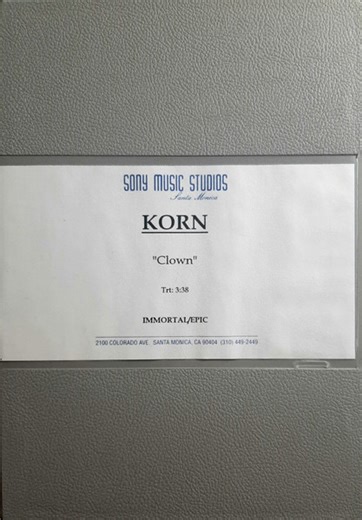 SONY MUSIC STUDIOS
Santa Monica
KORN
"Clown"
Trt: 3:38
IMMORTAL/EPIC
2100 COLORADO AVE. SANTA MONICA, CA 90404 (310) 449-2449